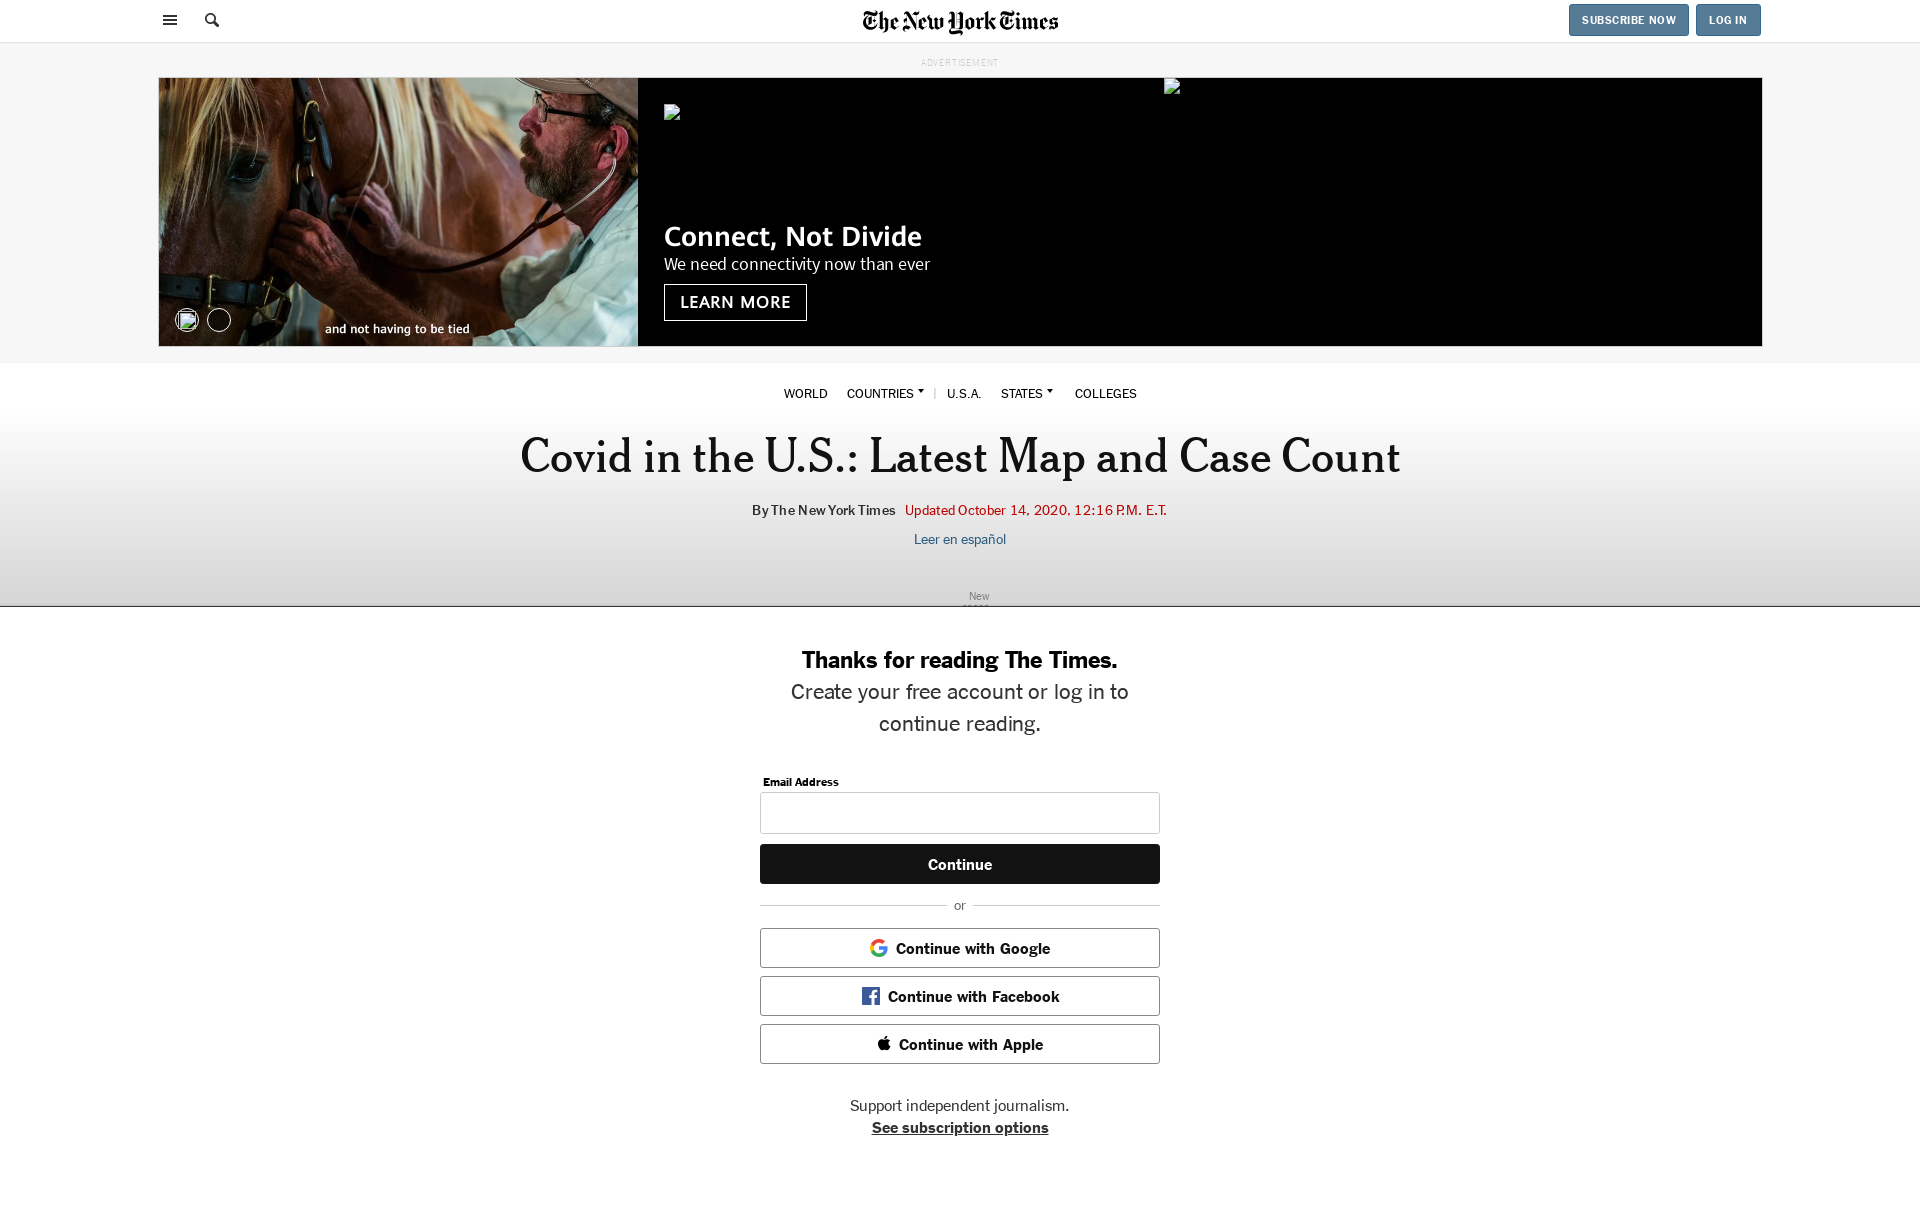 The New York Times
SUBSCRIBE NOW
LOG IN
ADVERTISEMENT
Connect, Not Divide
We need connectivity now than ever
LEARN MORE
and not having to be tied
WORLD COUNTRIES | U.S.A. STATES COLLEGES
Covid in the U.S.: Latest Map and Case Count
By The New York Times Updated October 14, 2020, 12:16 P.M. E.T.
Leer en español
New
Thanks for reading The Times.
Create your free account or log in to
continue reading.
Email Address
Continue
or
Continue with Google
Continue with Facebook
Continue with Apple
Support independent journalism.
See subscription options